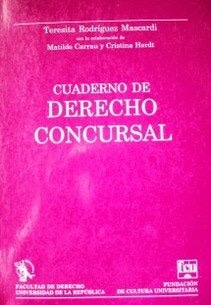 Teresita Rodríguez Mascardi
con la colaboración de
Matilde Carrau y Cristina Hardt
CUADERNO DE
DERECHO
CONCURSAL
FACULTAD DE DERECHO
UNIVERSIDAD DE LA REPÚBLICA
FUNDACIÓN
DE CULTURA UNIVERSITARIA